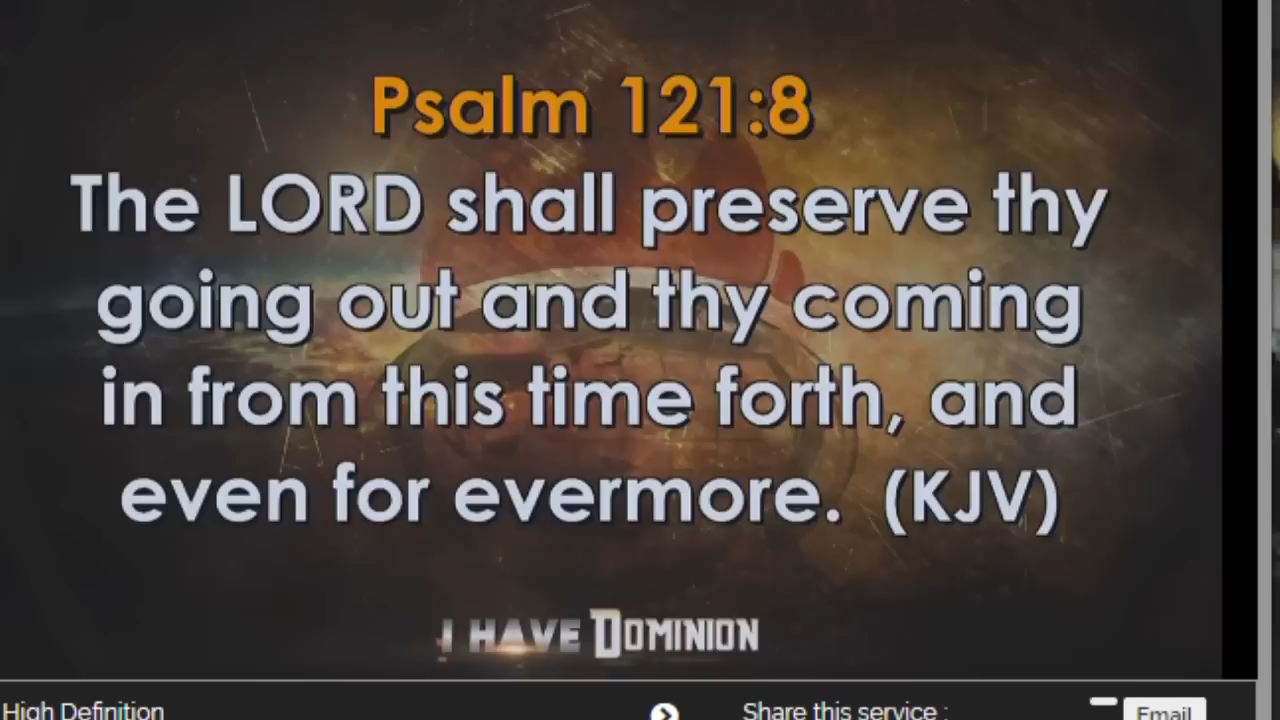 Psalm 121:8
The LORD shall preserve thy
going out and thy coming
in from this time forth, and
even for evermore. (KJV)
I HAVE DOMINION
High Definition
Share this service :
Email